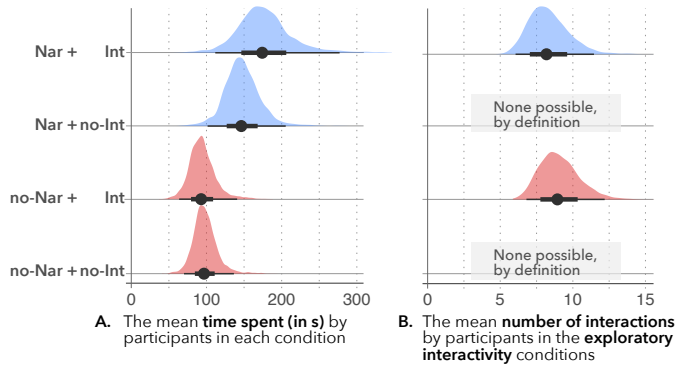 Nar + Int
Nar + no-Int
None possible,
by definition
no-Nar + Int
no-Nar + no-Int
None possible,
by definition
0 100 200 300
0 5 10 15
A. The mean time spent (in s) by
participants in each condition
B. The mean number of interactions
by participants in the exploratory
interactivity conditions